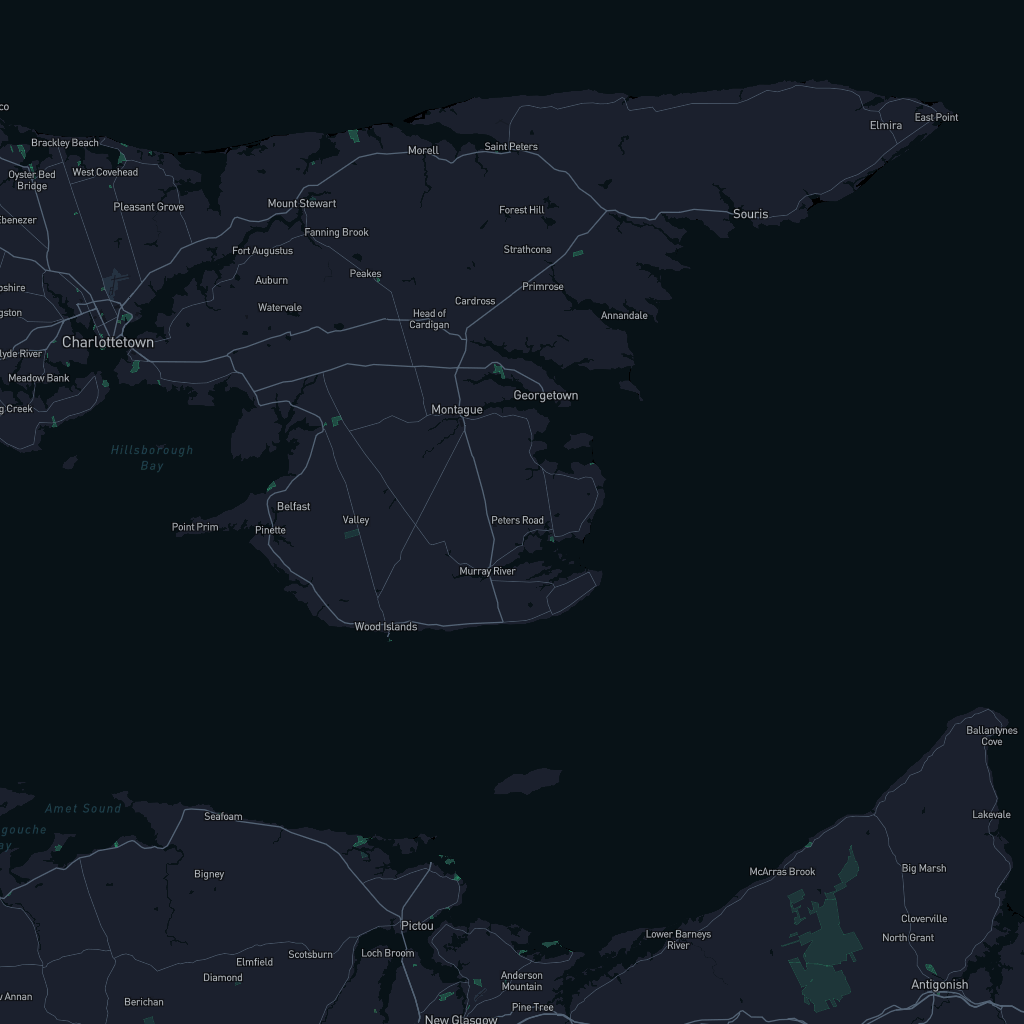 co
East Point
Elmira
Brackley Beach
Morell
Saint Peters
Oyster Bed
Bridge
West Covehead
Pleasant Grove
Mount Stewart
Forest Hill
Souris
Ebenezer
Fanning Brook
Fort Augustus
Strathcona
Auburn
Peakes
pshire
Primrose
Watervale
Cardross
Head of
Cardigan
Annandale
gston
Charlottetown
lyde River
Meadow Bank
Georgetown
g Creek
Montague
Hillsborough
Bay
Belfast
Point Prim
Pinette
Valley
Peters Road
Murray River
Wood Islands
Ballantynes
Cove
Amet Sound
Seafoam
Lakevale
gouche
ay
Bigney
McArras Brook
Big Marsh
Cloverville
Pictou
Lower Barneys
River
North Grant
Scotsburn
Loch Broom
Elmfield
Diamond
Anderson
Mountain
Antigonish
w Annan
Berichan
Pine Tree
New Glasgow